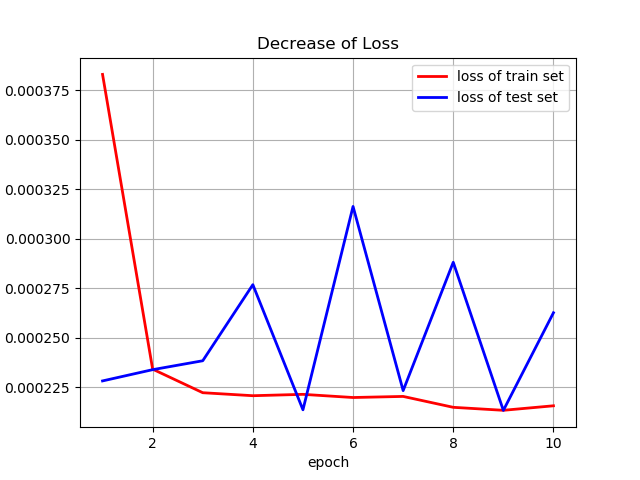 Decrease of Loss
loss of train set
loss of test set
0.000375
0.000350
0.000325
0.000300
0.000275
0.000250
0.000225
2 4 6 8 10
epoch